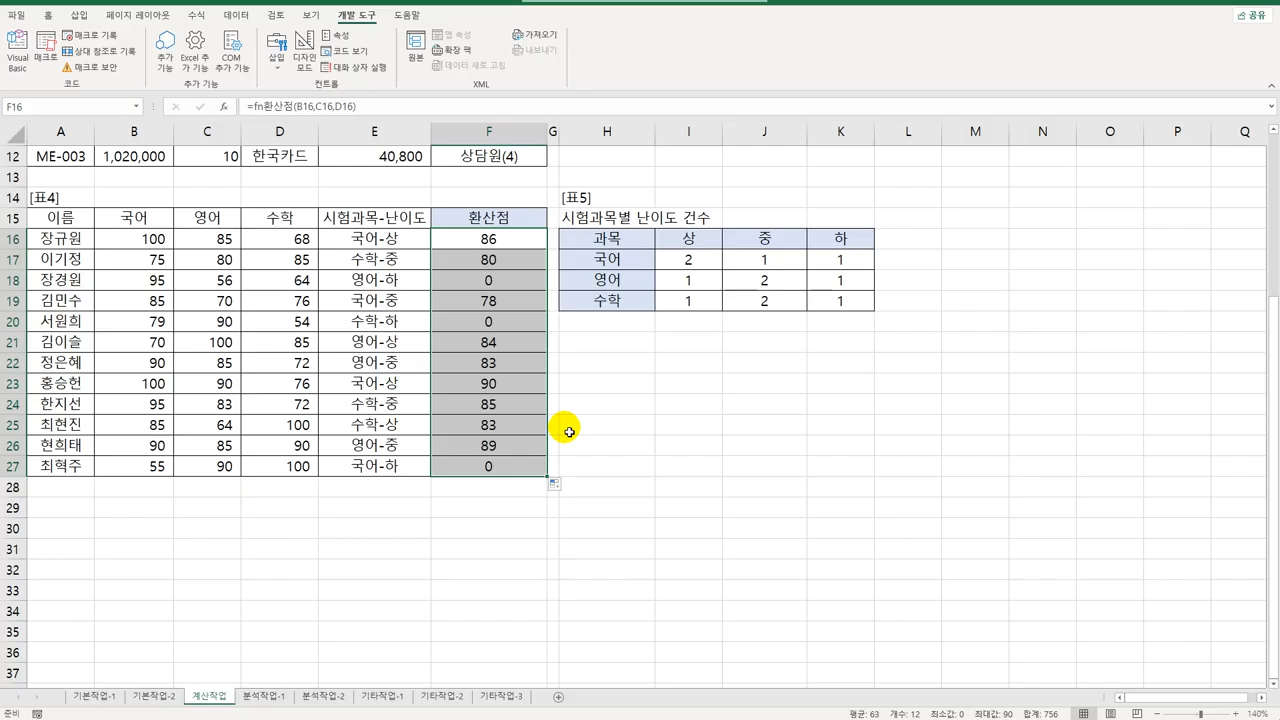 파일 홈 삽입 페이지 레이아웃 수식 데이터 검토 보기 개발 도구 도움말 공유
Visual Basic 매크로 매크로 기록 상대 참조로 기록 매크로 보안 코드
추가 기능 Excel 추가 기능 COM 추가 기능 추가 기능
삽입 디자인 모드 속성 코드 보기 대화 상자 실행 컨트롤
원본 맵 속성 확장 팩 데이터 새로 고침 가져오기 내보내기 XML
F16 fx =fn환산점(B16,C16,D16)
A B C D E F G H I J K L M N O P Q
12 ME-003 1,020,000 10 한국카드 40,800 상담원(4)
13
14 [표4] [표5]
15 이름 국어 영어 수학 시험과목-난이도 환산점 시험과목별 난이도 건수
16 장규원 100 85 68 국어-상 86 과목 상 중 하
17 이기정 75 80 85 수학-중 80 국어 2 1 1
18 장경원 95 56 64 영어-하 0 영어 1 2 1
19 김민수 85 70 76 국어-중 78 수학 1 2 1
20 서원희 79 90 54 수학-하 0
21 김이슬 70 100 85 영어-상 84
22 정은혜 90 85 72 영어-중 83
23 홍승헌 100 90 76 국어-상 90
24 한지선 95 83 72 수학-중 85
25 최현진 85 64 100 수학-상 83
26 현희태 90 85 90 영어-중 89
27 최혁주 55 90 100 국어-하 0
28
29
30
31
32
33
34
35
36
37
기본작업-1 기본작업-2 계산작업 분석작업-1 분석작업-2 기타작업-1 기타작업-2 기타작업-3
준비 평균: 63 개수: 12 최소값: 0 최대값: 90 합계: 756 140%